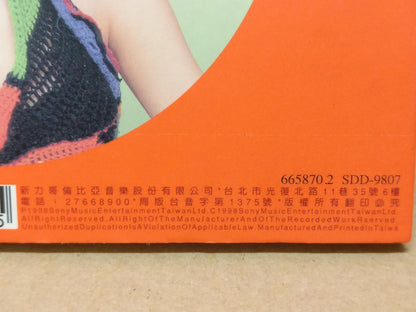 665870.2 SDD-9807
新力哥倫比亞音樂股份有限公司*台北市光復北路11巷35號6樓
電話：27668900*局版台音字第1375號*版權所有翻印必究
P1998SonyMusicEntertainmentTaiwanLtd.C1998SonyMusicEntertainmentTaiwanLtd.
AllRightReserved.AllRightOfTheManufacturerAndOfTheRecordedWorkReserved.
UnauthorizedDuplicationIsAViolationOfApplicableLaw.ManufacturedAndPrintedInTaiwan